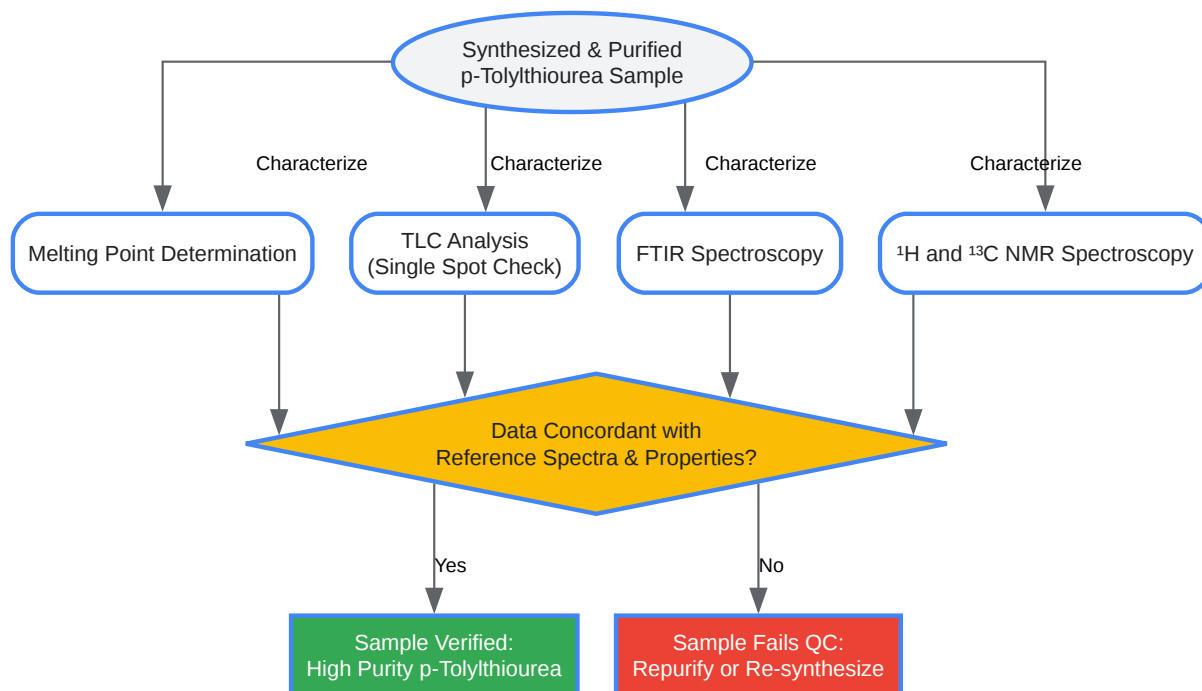 Synthesized & Purified
p-Tolylthiourea Sample
Characterize
Characterize
Characterize
Characterize
Melting Point Determination
TLC Analysis
(Single Spot Check)
FTIR Spectroscopy
¹H and ¹³C NMR Spectroscopy
Data Concordant with
Reference Spectra & Properties?
Yes
No
Sample Verified:
High Purity p-Tolylthiourea
Sample Fails QC:
Repurify or Re-synthesize